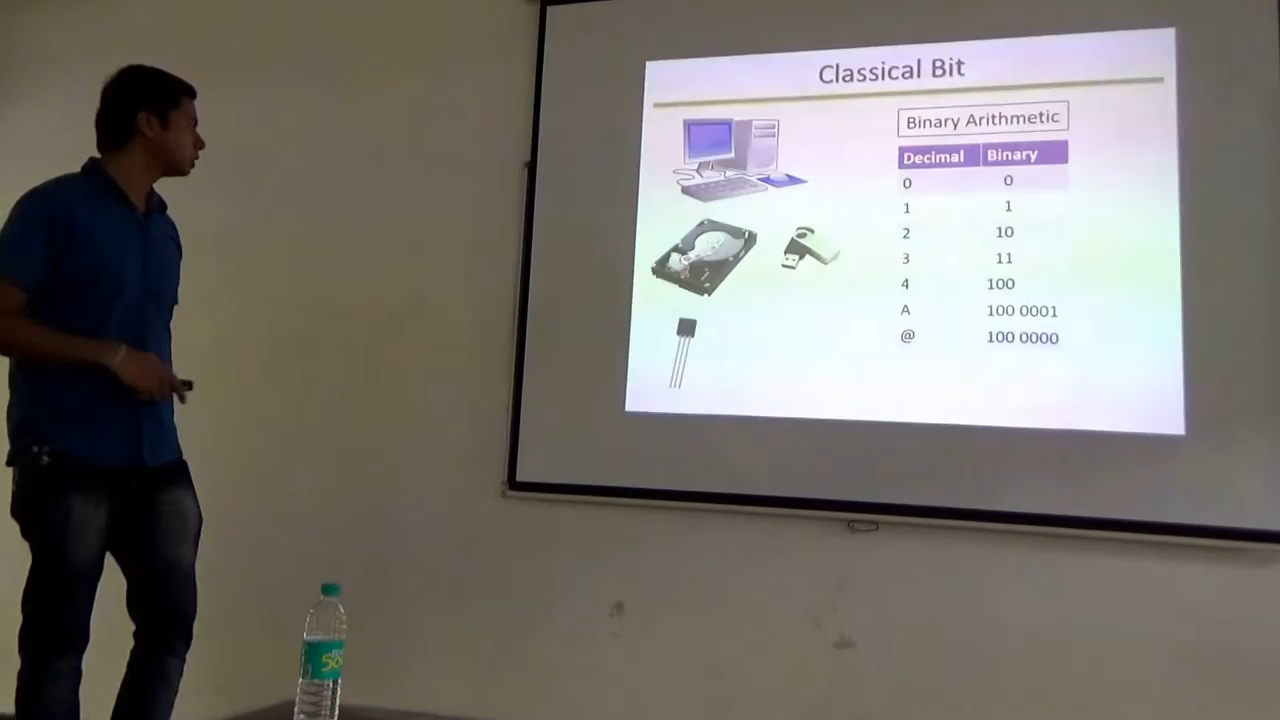 Classical Bit
Binary Arithmetic
Decimal Binary
0 0
1 1
2 10
3 11
4 100
A 100 0001
@ 100 0000